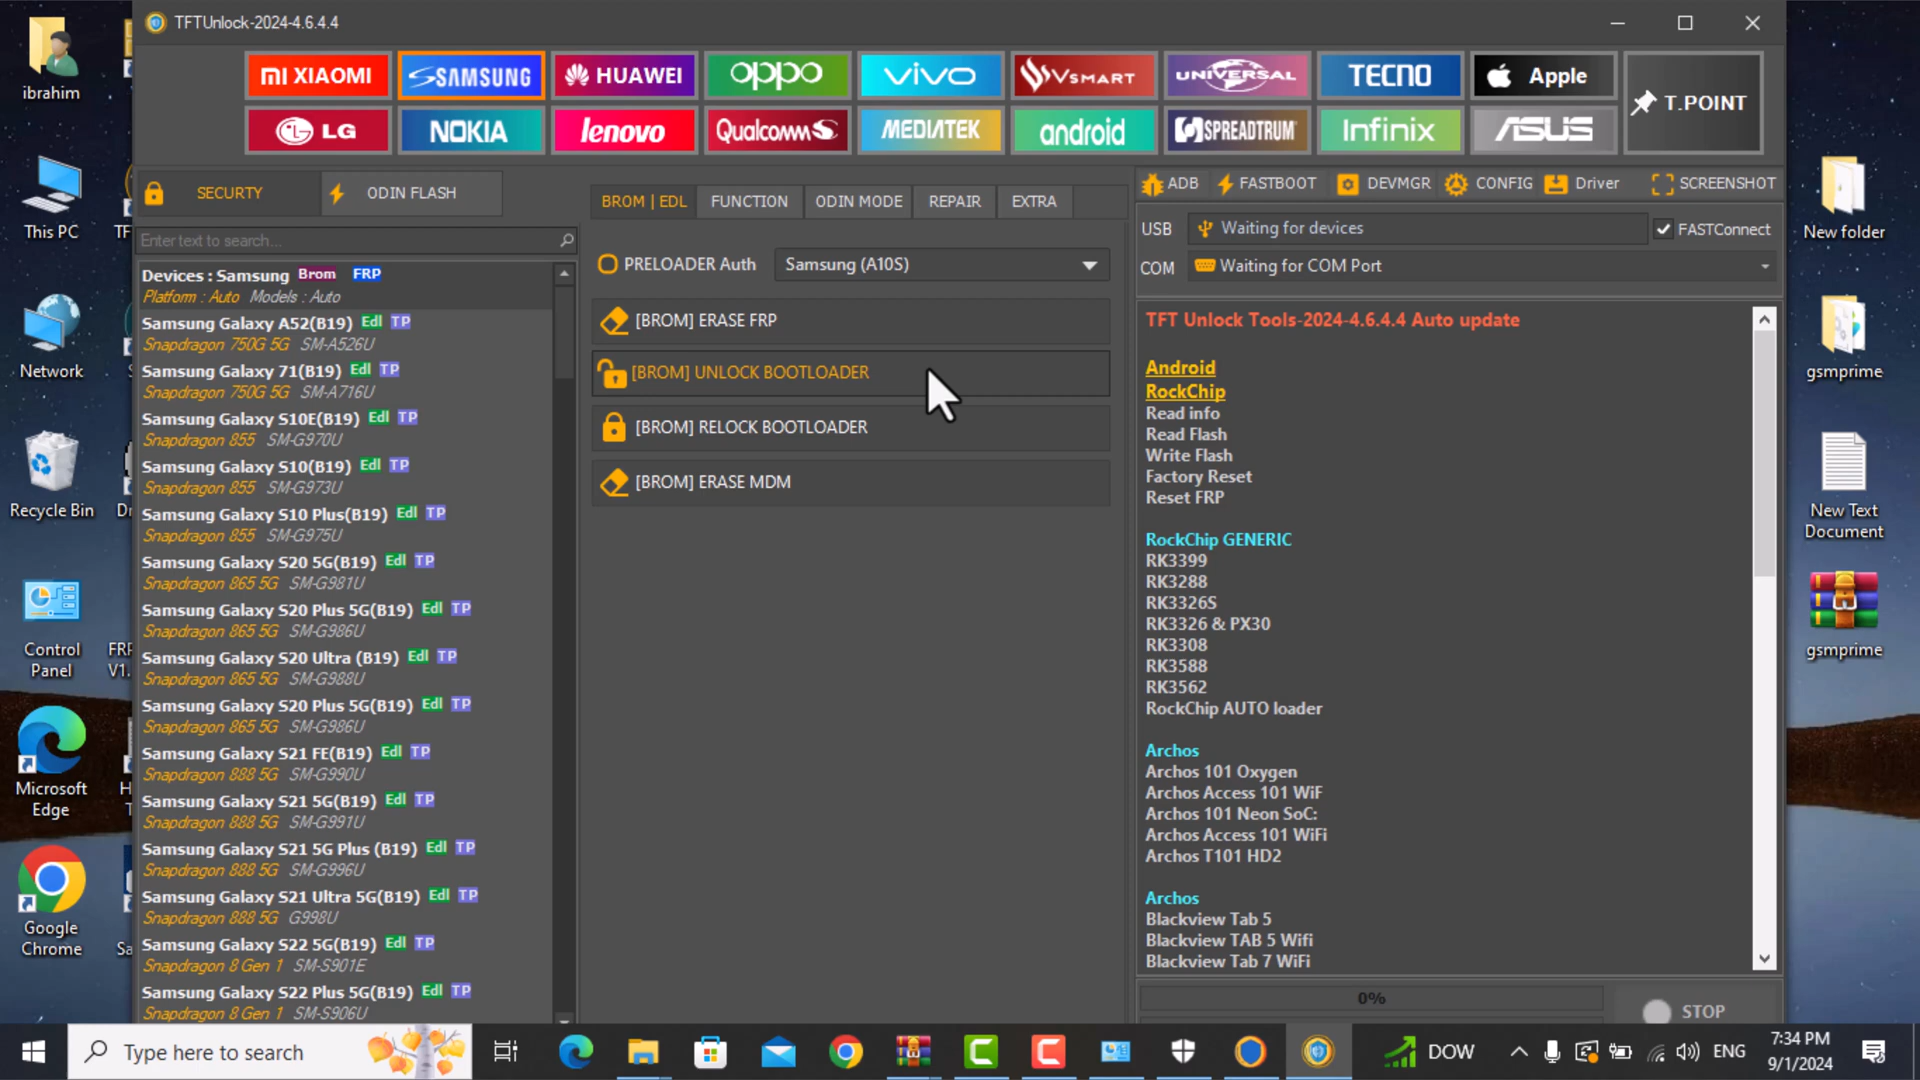 TFTUnlock-2024-4.6.4.4
MI XIAOMI
SAMSUNG
HUAWEI
oppo
vivo
VSMART
UNIVERSAL
TECNO
Apple
T.POINT
LG
NOKIA
lenovo
Qualcomm
MEDIATEK
android
SPREADTRUM
Infinix
ASUS
SECURTY
ODIN FLASH
Enter text to search...
Devices : Samsung Brom FRP
Platform : Auto Models : Auto
Samsung Galaxy A52(B19) Edl TP
Snapdragon 750G 5G SM-A526U
Samsung Galaxy 71(B19) Edl TP
Snapdragon 750G 5G SM-A716U
Samsung Galaxy S10E(B19) Edl TP
Snapdragon 855 SM-G970U
Samsung Galaxy S10(B19) Edl TP
Snapdragon 855 SM-G973U
Samsung Galaxy S10 Plus(B19) Edl TP
Snapdragon 855 SM-G975U
Samsung Galaxy S20 5G(B19) Edl TP
Snapdragon 865 5G SM-G981U
Samsung Galaxy S20 Plus 5G(B19) Edl TP
Snapdragon 865 5G SM-G986U
Samsung Galaxy S20 Ultra (B19) Edl TP
Snapdragon 865 5G SM-G988U
Samsung Galaxy S20 Plus 5G(B19) Edl TP
Snapdragon 865 5G SM-G986U
Samsung Galaxy S21 FE(B19) Edl TP
Snapdragon 888 5G SM-G990U
Samsung Galaxy S21 5G(B19) Edl TP
Snapdragon 888 5G SM-G991U
Samsung Galaxy S21 5G Plus (B19) Edl TP
Snapdragon 888 5G SM-G996U
Samsung Galaxy S21 Ultra 5G(B19) Edl TP
Snapdragon 888 5G G998U
Samsung Galaxy S22 5G(B19) Edl TP
Snapdragon 8 Gen 1 SM-S901E
Samsung Galaxy S22 Plus 5G(B19) Edl TP
Snapdragon 8 Gen 1 SM-S906U
BROM | EDL
FUNCTION
ODIN MODE
REPAIR
EXTRA
PRELOADER Auth
Samsung (A10S)
[BROM] ERASE FRP
[BROM] UNLOCK BOOTLOADER
[BROM] RELOCK BOOTLOADER
[BROM] ERASE MDM
ADB
FASTBOOT
DEVMGR
CONFIG
Driver
SCREENSHOT
USB
Waiting for devices
FASTConnect
COM
Waiting for COM Port
TFT Unlock Tools-2024-4.6.4.4 Auto update
Android
RockChip
Read info
Read Flash
Write Flash
Factory Reset
Reset FRP
RockChip GENERIC
RK3399
RK3288
RK3326S
RK3326 & PX30
RK3308
RK3588
RK3562
RockChip AUTO loader
Archos
Archos 101 Oxygen
Archos Access 101 WiF
Archos 101 Neon SoC:
Archos Access 101 WiFi
Archos T101 HD2
Archos
Blackview Tab 5
Blackview TAB 5 Wifi
Blackview Tab 7 WiFi
0%
STOP
ibrahim
This PC
TF
Network
Recycle Bin
Dr
Control
Panel
FRP
V1.
Microsoft
Edge
H
T
Google
Chrome
Sa
New folder
gsmprime
New Text
Document
gsmprime
Type here to search
DOW
ENG
7:34 PM
9/1/2024